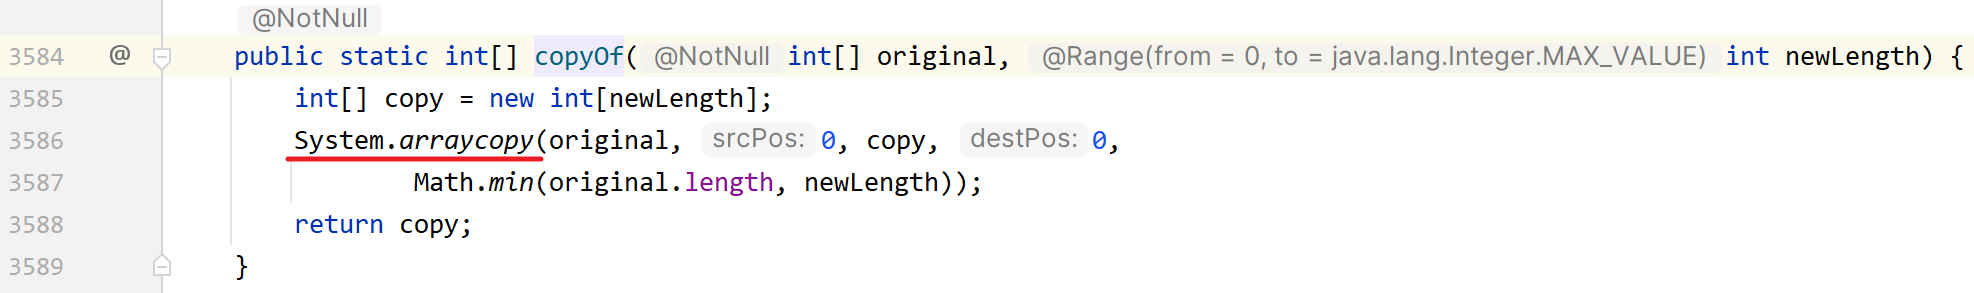 @NotNull
3584 @ public static int[] copyOf( @NotNull int[] original, @Range(from = 0, to = java.lang.Integer.MAX_VALUE) int newLength) {
3585 int[] copy = new int[newLength];
3586 System.arraycopy(original, srcPos: 0, copy, destPos: 0,
3587 Math.min(original.length, newLength));
3588 return copy;
3589 }